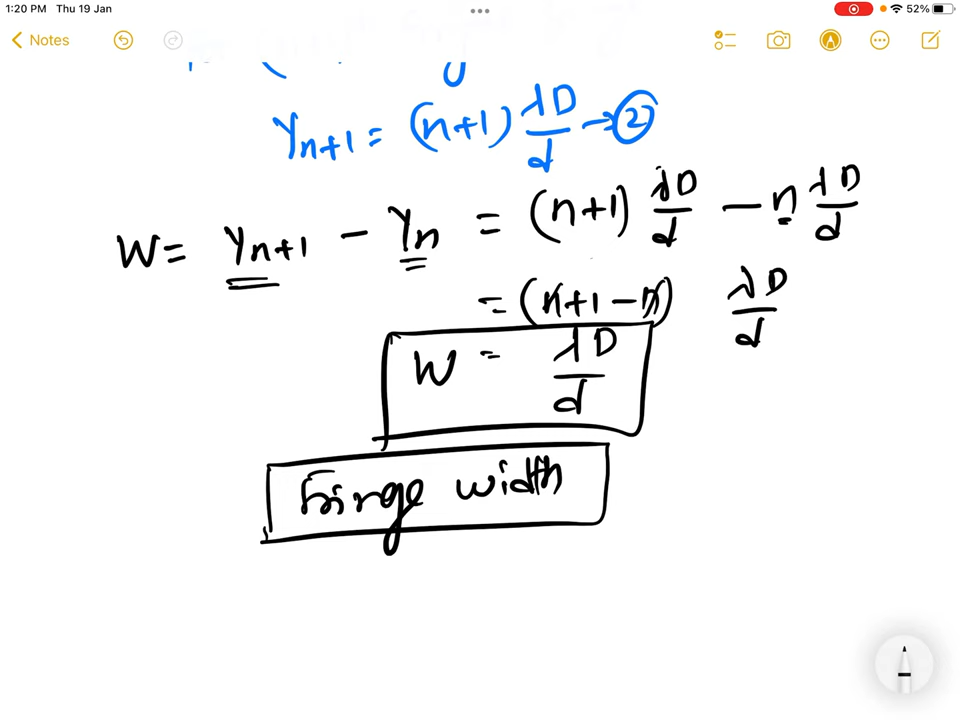 1:20 PM Thu 19 Jan
52%
Notes
Yn+1 = (n+1) λD/d → ②
W = Yn+1 - Yn = (n+1) λD/d - n λD/d
= (n+1-n) λD/d
W = λD/d
Fringe width